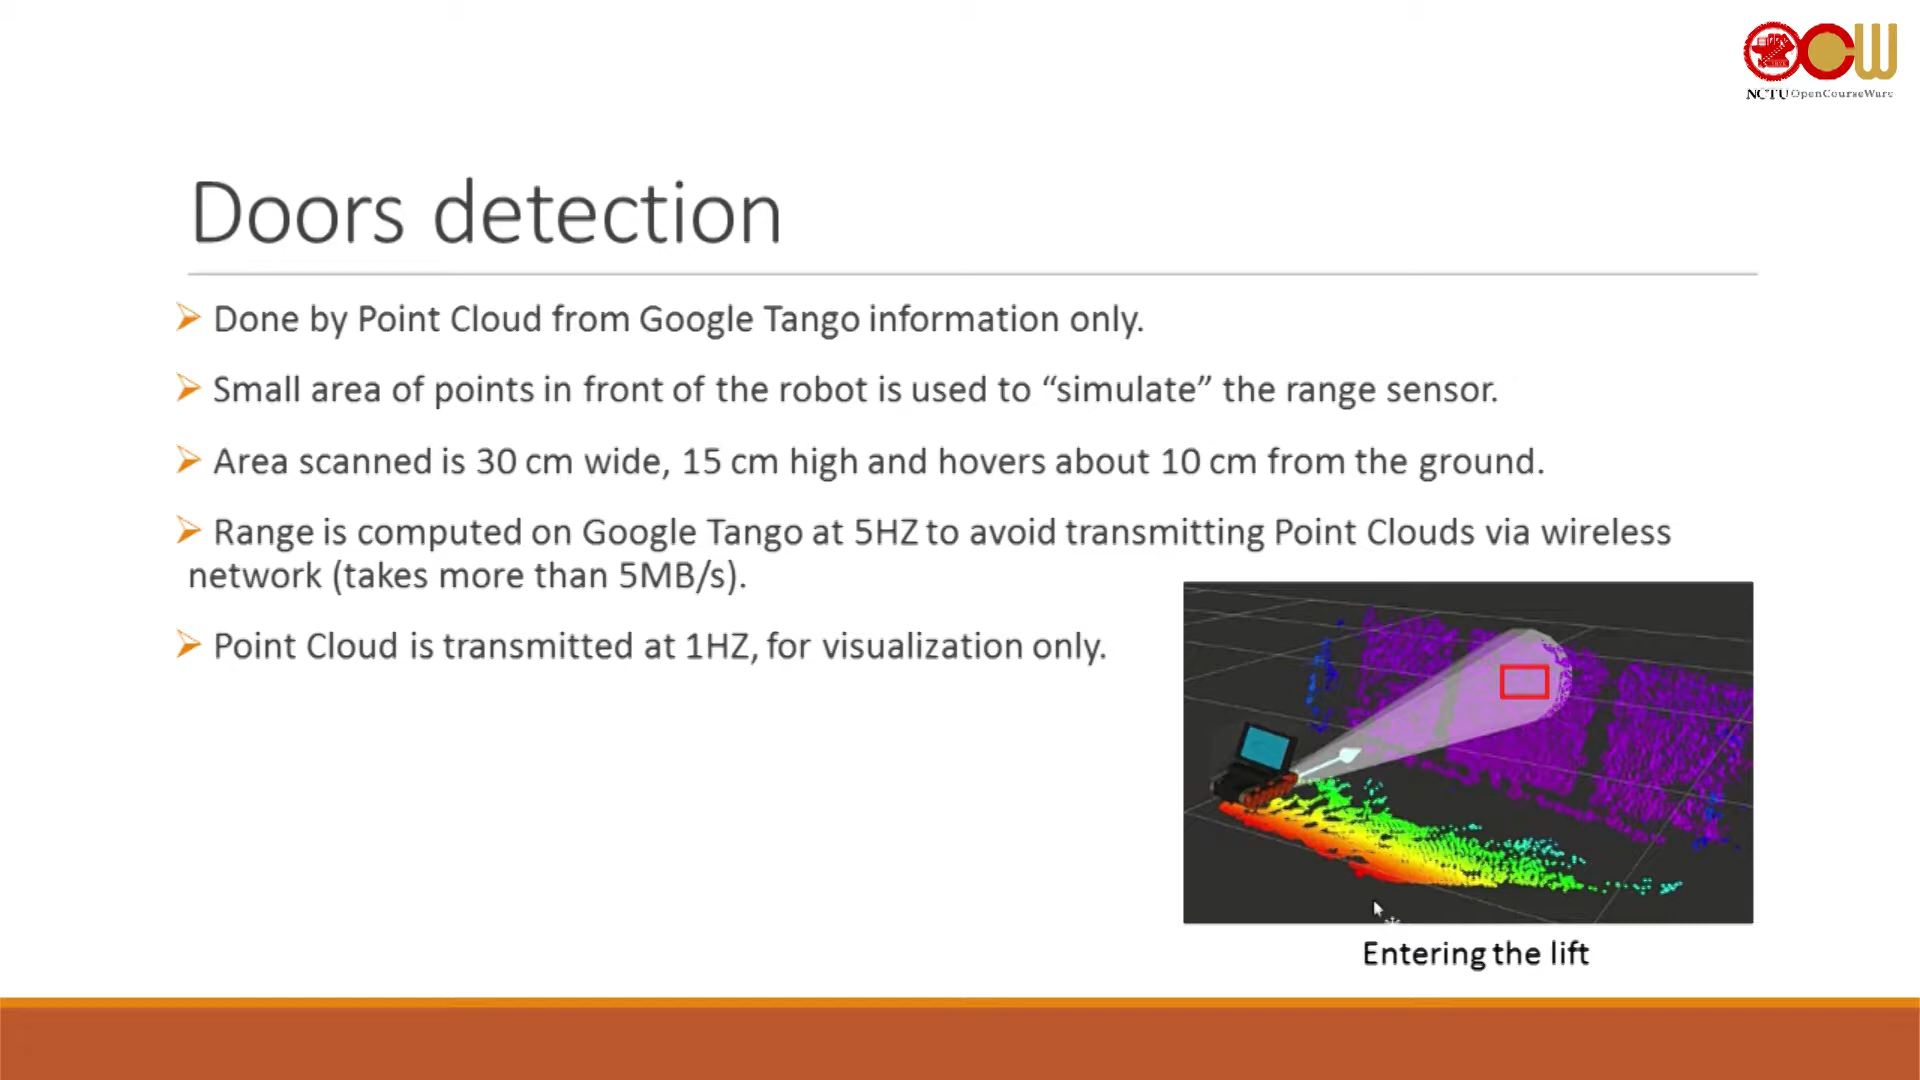 NCTU OpenCourseWare
Doors detection
Done by Point Cloud from Google Tango information only.
Small area of points in front of the robot is used to “simulate” the range sensor.
Area scanned is 30 cm wide, 15 cm high and hovers about 10 cm from the ground.
Range is computed on Google Tango at 5HZ to avoid transmitting Point Clouds via wireless
network (takes more than 5MB/s).
Point Cloud is transmitted at 1HZ, for visualization only.
Entering the lift